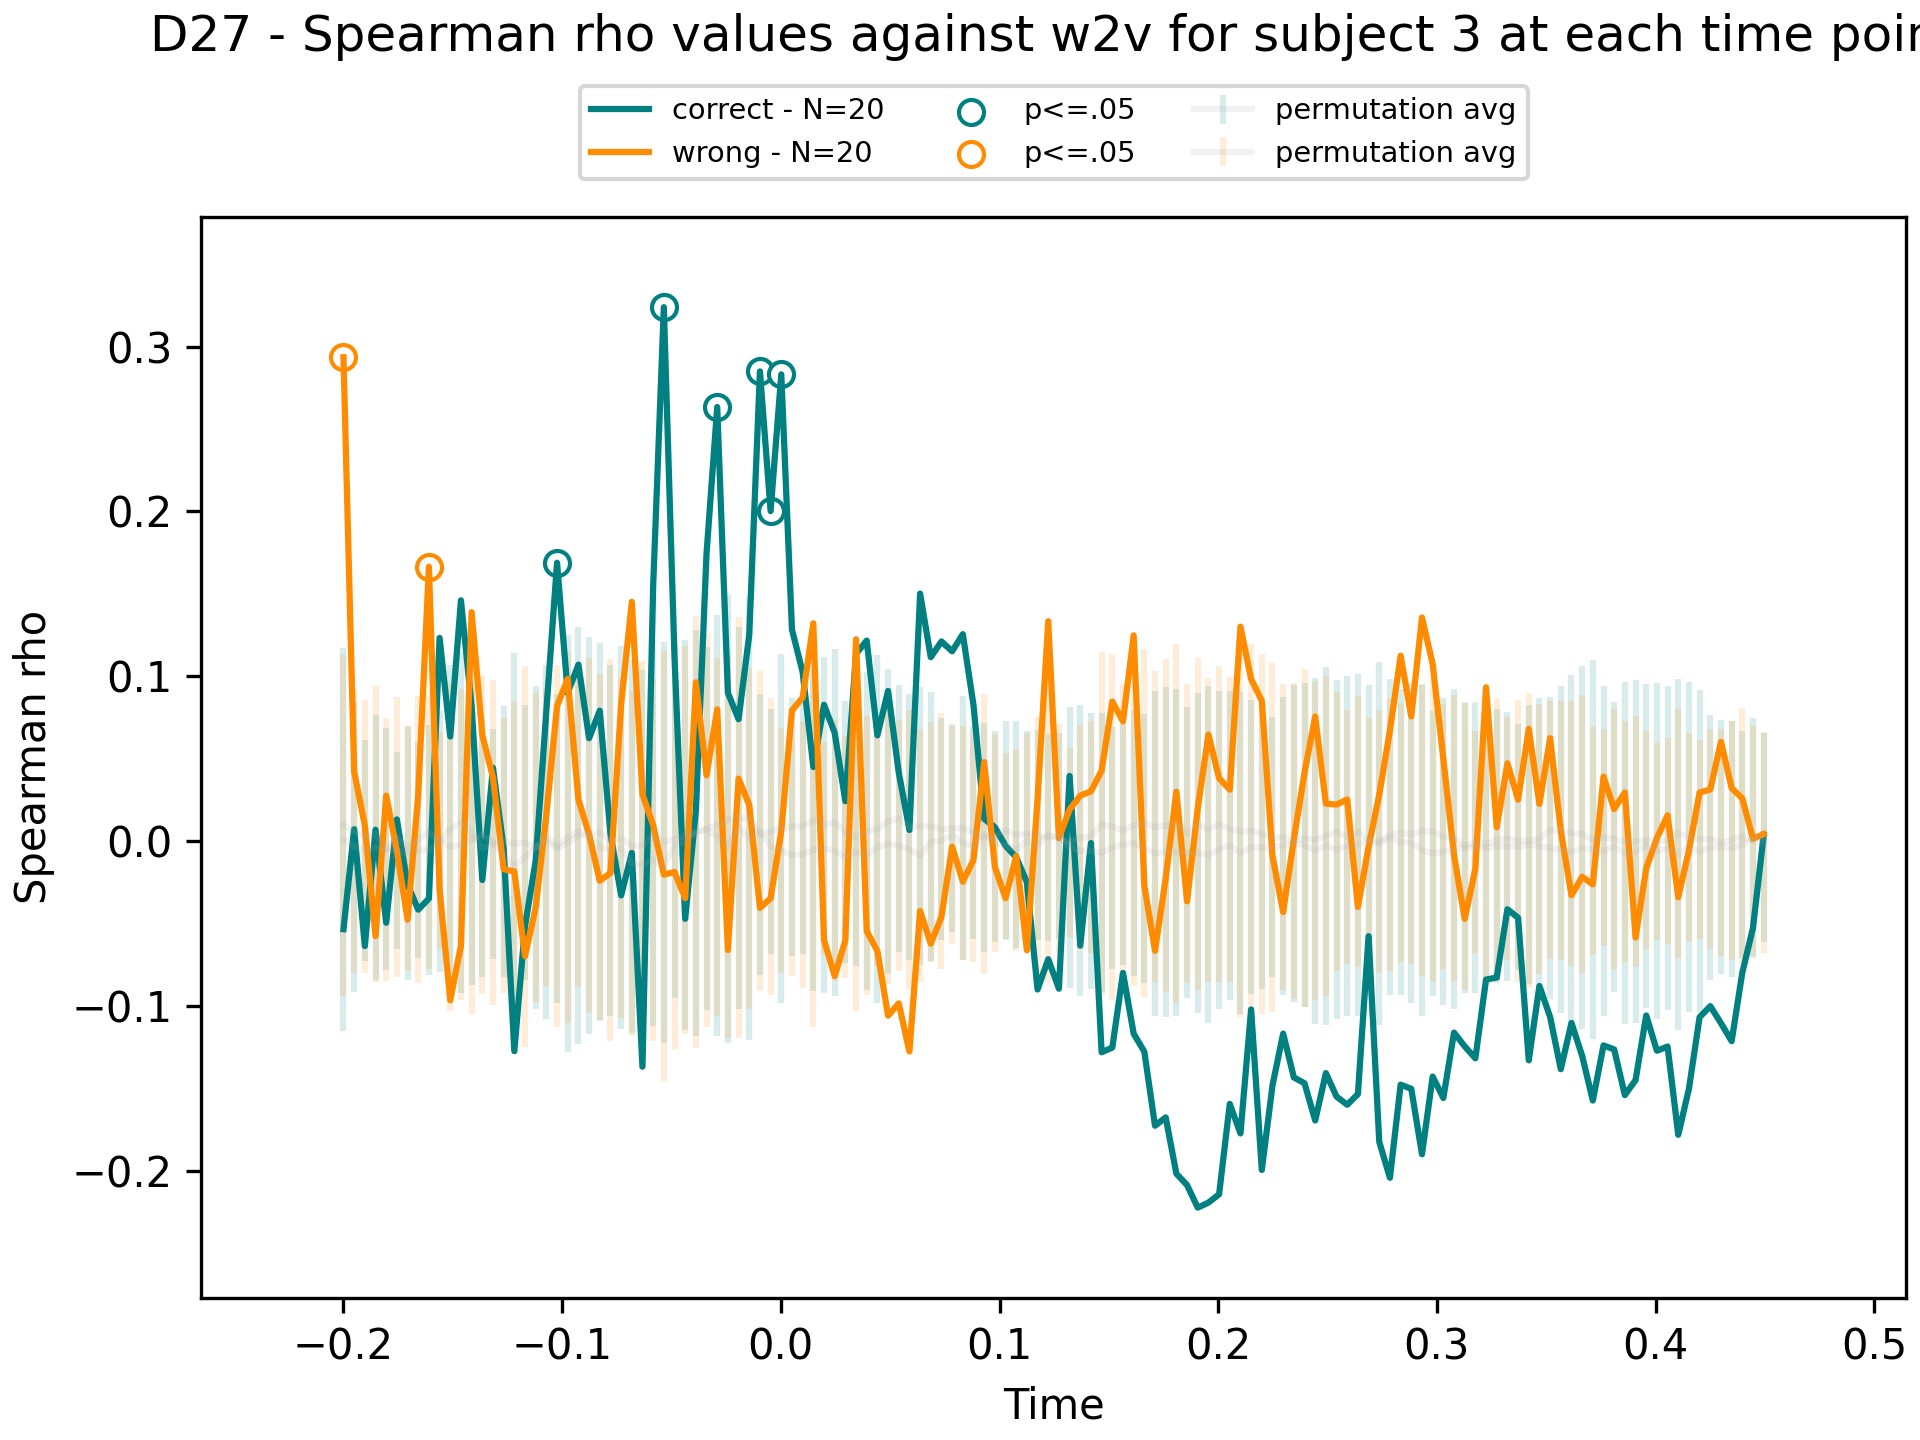 D27 - Spearman rho values against w2v for subject 3 at each time poin
correct - N=20
wrong - N=20
p<=.05
p<=.05
permutation avg
permutation avg
Spearman rho
0.3
0.2
0.1
0.0
−0.1
−0.2
−0.2 −0.1 0.0 0.1 0.2 0.3 0.4 0.5
Time